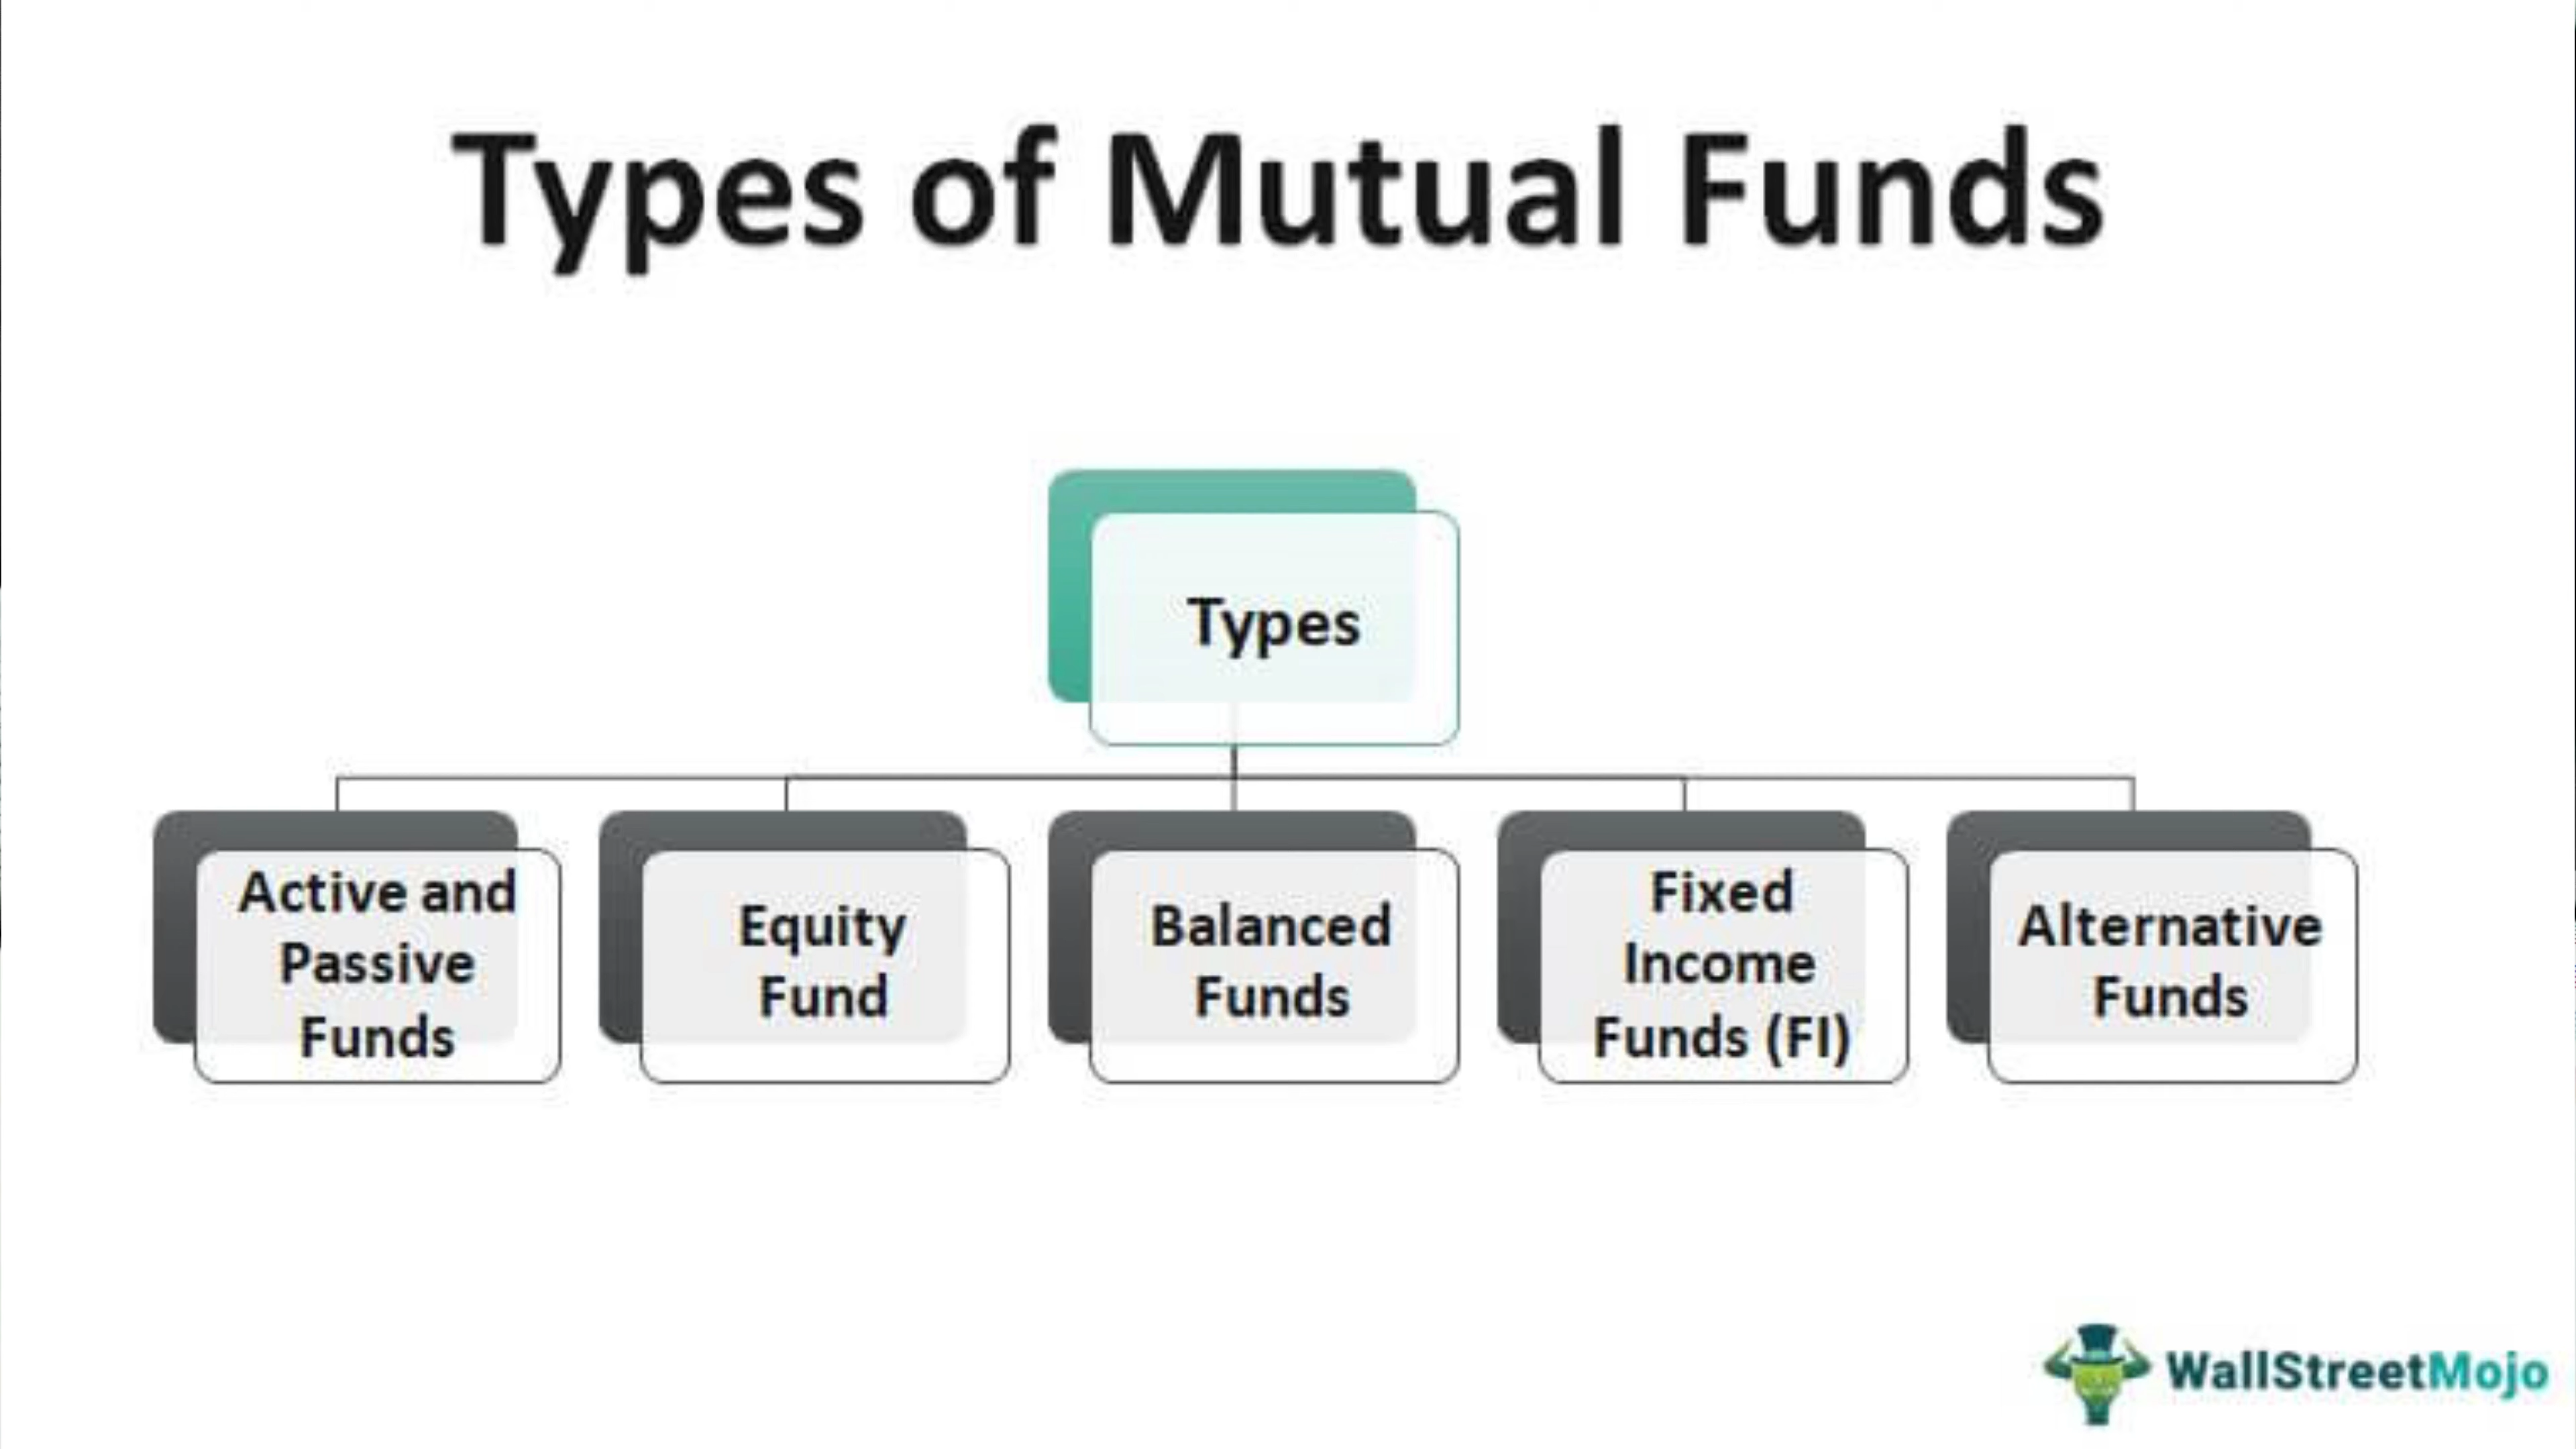 Types of Mutual Funds
Types
Active and
Passive
Funds
Equity
Fund
Balanced
Funds
Fixed
Income
Funds (FI)
Alternative
Funds
WallStreetMojo